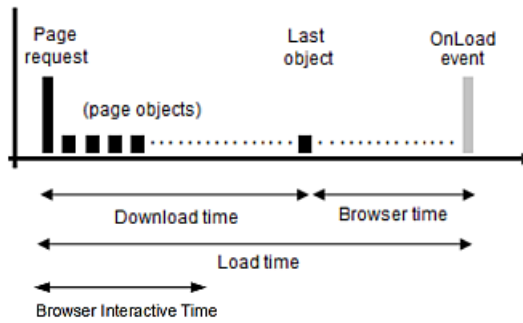 Page
request
Last
object
OnLoad
event
(page objects)
Download time
Browser time
Load time
Browser Interactive Time